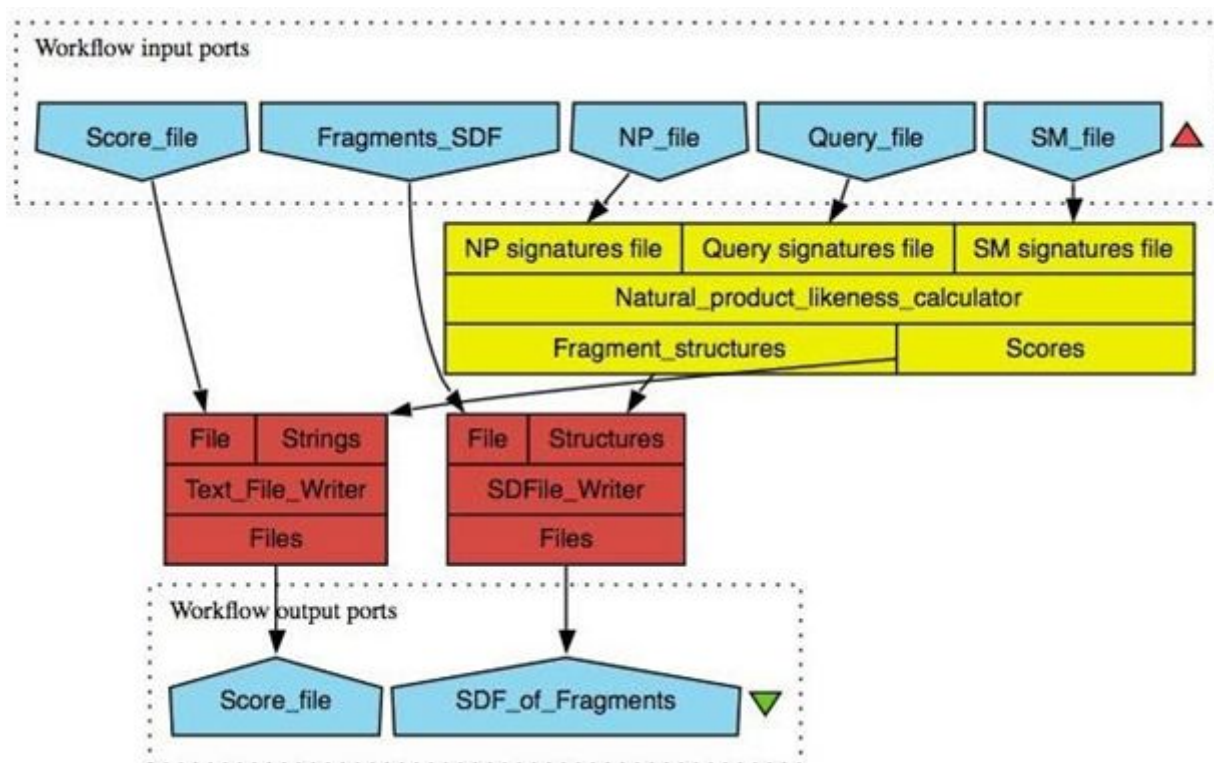 Workflow input ports
Score_file Fragments_SDF NP_file Query_file SM_file
NP signatures file Query signatures file SM signatures file
Natural_product_likeness_calculator
Fragment_structures Scores
File Strings File Structures
Text_File_Writer SDFile_Writer
Files Files
Workflow output ports
Score_file SDF_of_Fragments